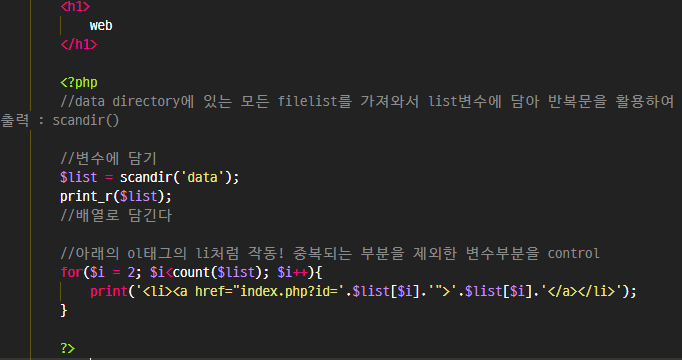 <h1>
web
</h1>
<?php
//data directory에 있는 모든 filelist를 가져와서 list변수에 담아 반복문을 활용하여
출력 : scandir()
//변수에 담기
$list = scandir('data');
print_r($list);
//배열로 담긴다
//아래의 ol태그의 li처럼 작동! 중복되는 부분을 제외한 변수부분을 control
for($i = 2; $i<count($list); $i++){
print('<li><a href="index.php?id='.$list[$i].'">'.$list[$i].'</a></li>');
}
?>